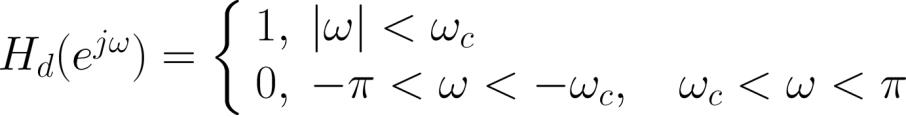 H_d(e^{jω}) = { 1, |ω| < ω_c
0, −π < ω < −ω_c, ω_c < ω < π